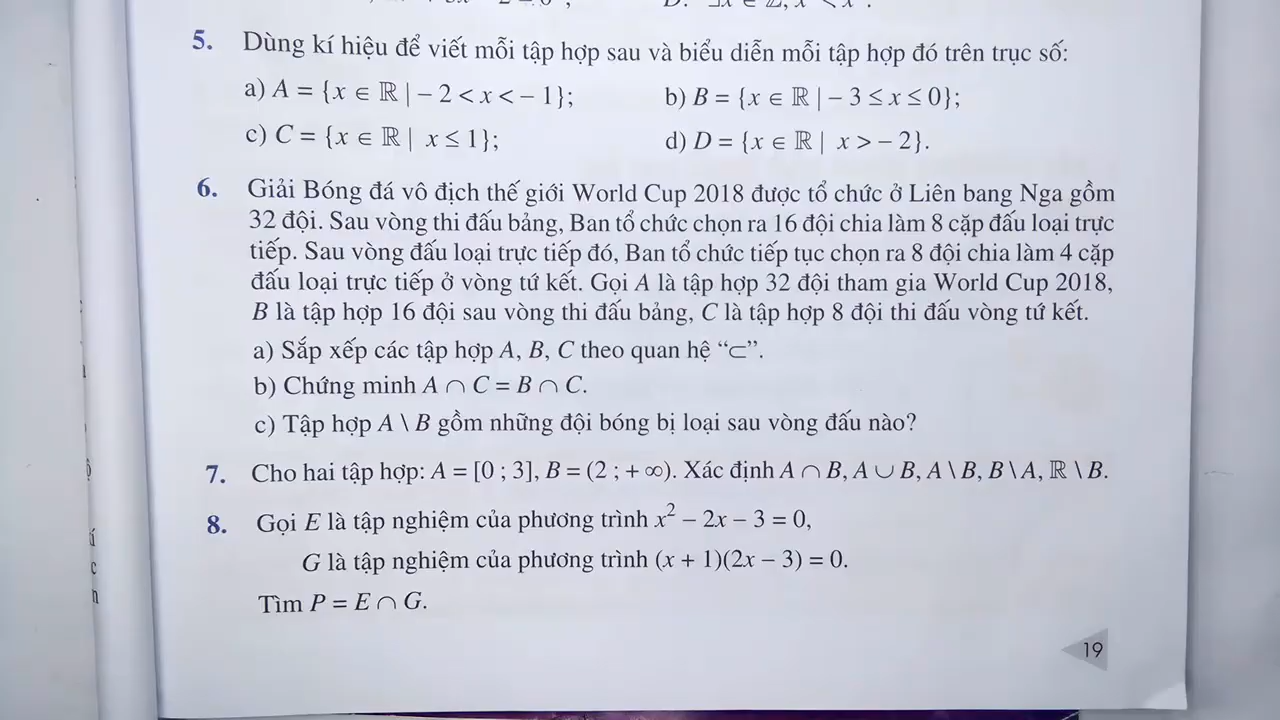 5. Dùng kí hiệu để viết mỗi tập hợp sau và biểu diễn mỗi tập hợp đó trên trục số:
a) A = {x ∈ ℝ | – 2 < x < – 1}; b) B = {x ∈ ℝ | – 3 ≤ x ≤ 0};
c) C = {x ∈ ℝ | x ≤ 1}; d) D = {x ∈ ℝ | x > – 2}.
6. Giải Bóng đá vô địch thế giới World Cup 2018 được tổ chức ở Liên bang Nga gồm
32 đội. Sau vòng thi đấu bảng, Ban tổ chức chọn ra 16 đội chia làm 8 cặp đấu loại trực
tiếp. Sau vòng đấu loại trực tiếp đó, Ban tổ chức tiếp tục chọn ra 8 đội chia làm 4 cặp
đấu loại trực tiếp ở vòng tứ kết. Gọi A là tập hợp 32 đội tham gia World Cup 2018,
B là tập hợp 16 đội sau vòng thi đấu bảng, C là tập hợp 8 đội thi đấu vòng tứ kết.
a) Sắp xếp các tập hợp A, B, C theo quan hệ “⊂”.
b) Chứng minh A ∩ C = B ∩ C.
c) Tập hợp A \ B gồm những đội bóng bị loại sau vòng đấu nào?
7. Cho hai tập hợp: A = [0 ; 3], B = (2 ; + ∞). Xác định A ∩ B, A ∪ B, A \ B, B \ A, ℝ \ B.
8. Gọi E là tập nghiệm của phương trình x² – 2x – 3 = 0,
G là tập nghiệm của phương trình (x + 1)(2x – 3) = 0.
Tìm P = E ∩ G.
19